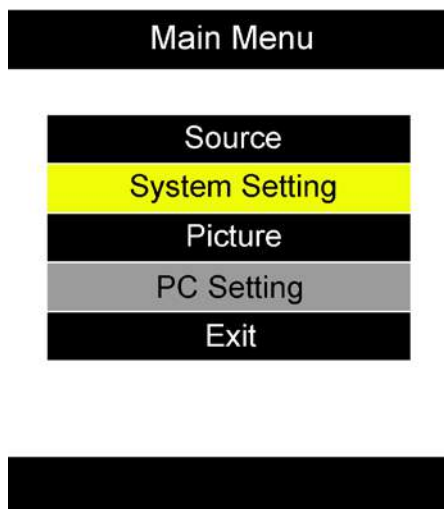 Main Menu
Source
System Setting
Picture
PC Setting
Exit